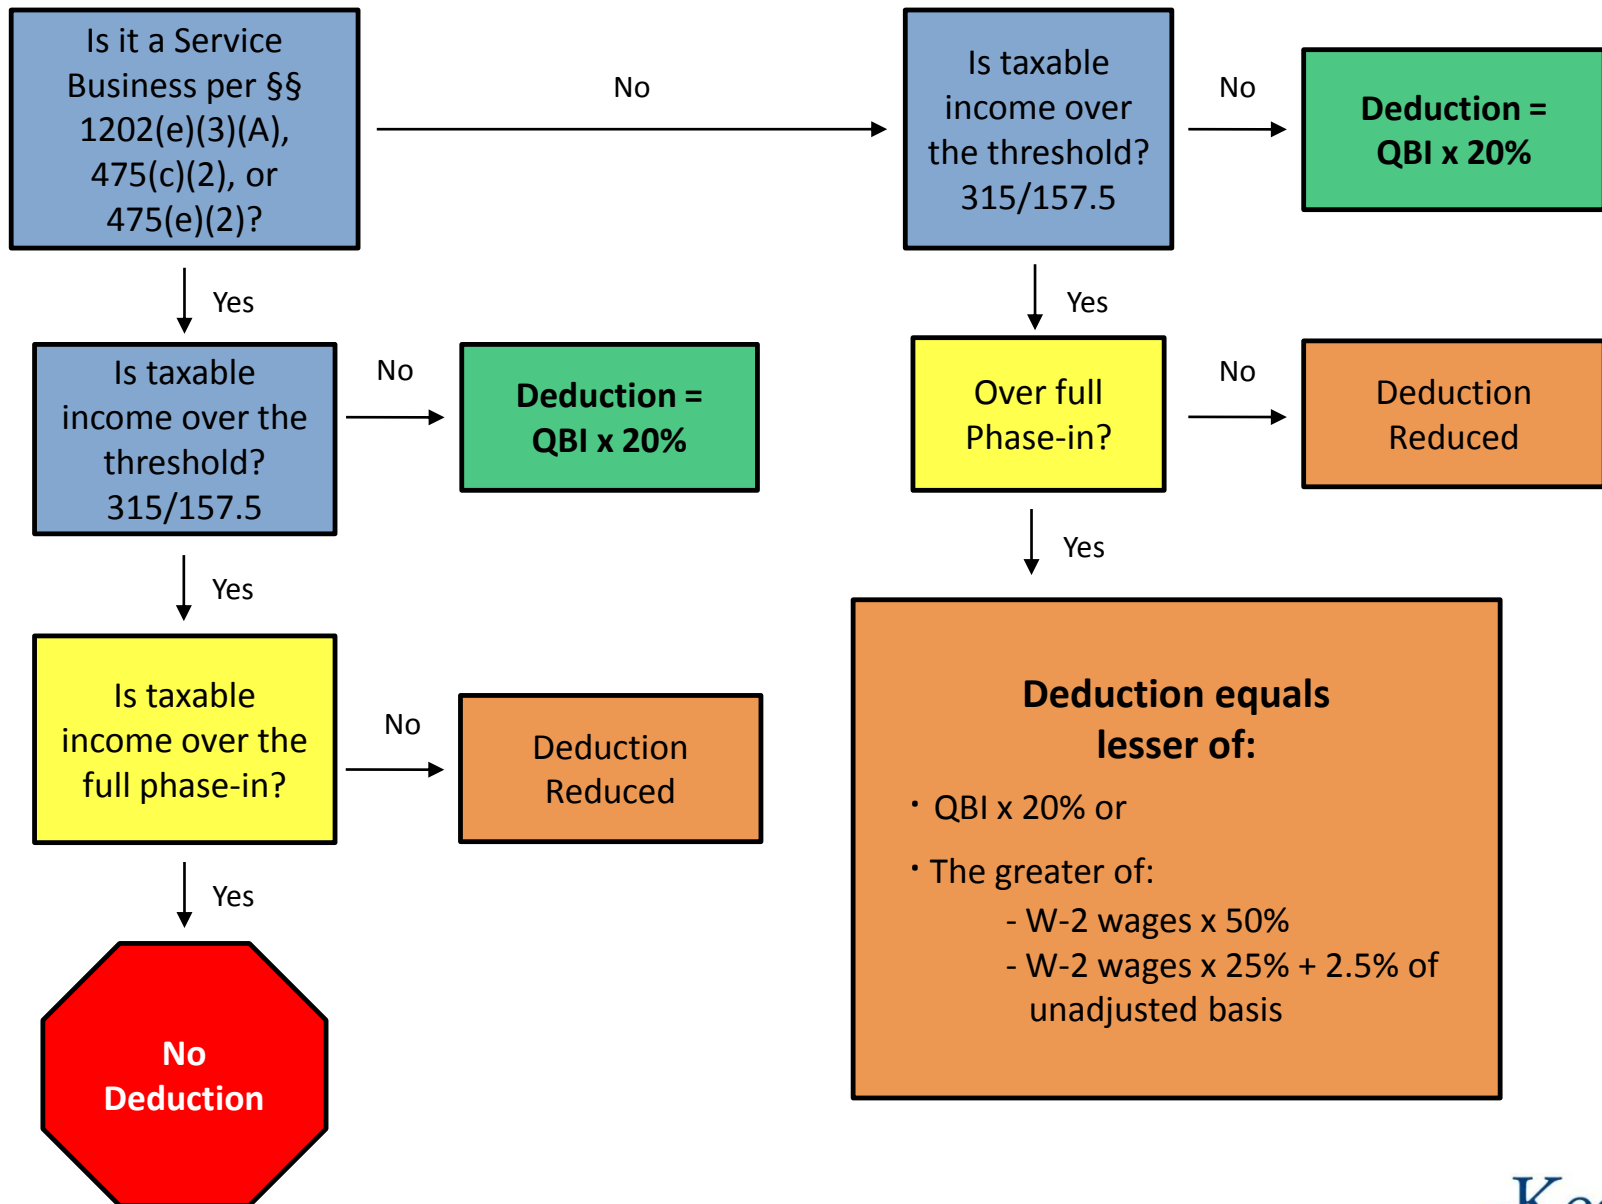 Is it a Service
Business per §§
1202(e)(3)(A),
475(c)(2), or
475(e)(2)?
No
Is taxable
income over
the threshold?
315/157.5
No
Deduction =
QBI x 20%
Yes
Yes
Is taxable
income over the
threshold?
315/157.5
No
Deduction =
QBI x 20%
Over full
Phase-in?
No
Deduction
Reduced
Yes
Yes
Is taxable
income over the
full phase-in?
No
Deduction
Reduced
Deduction equals
lesser of:
· QBI x 20% or
· The greater of:
- W-2 wages x 50%
- W-2 wages x 25% + 2.5% of
unadjusted basis
Yes
No
Deduction